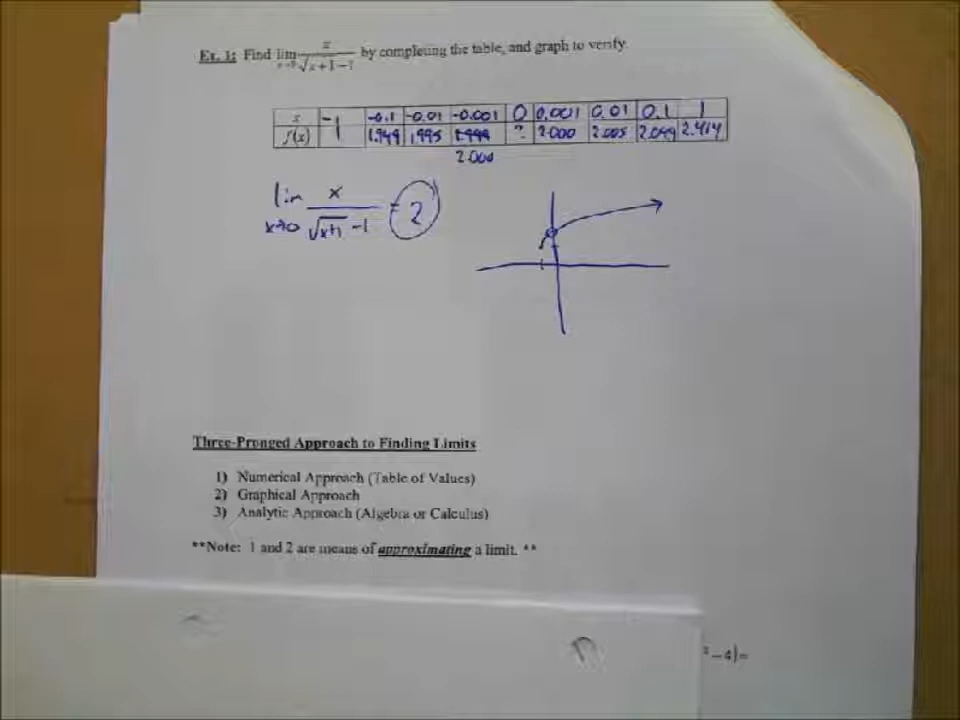 Ex. 1: Find lim x→0 x/(√x+1−1) by completing the table, and graph to verify.
x -1 -0.1 -0.01 -0.001 0 0.001 0.01 0.1 1
f(x) 1 1.949 1.995 1.999 ? 2.000 2.005 2.049 2.414
2.000
lim x→0 x/(√x+1 -1) = 2
Three-Pronged Approach to Finding Limits
1) Numerical Approach (Table of Values)
2) Graphical Approach
3) Analytic Approach (Algebra or Calculus)
**Note: 1 and 2 are means of approximating a limit. **
²−4)=